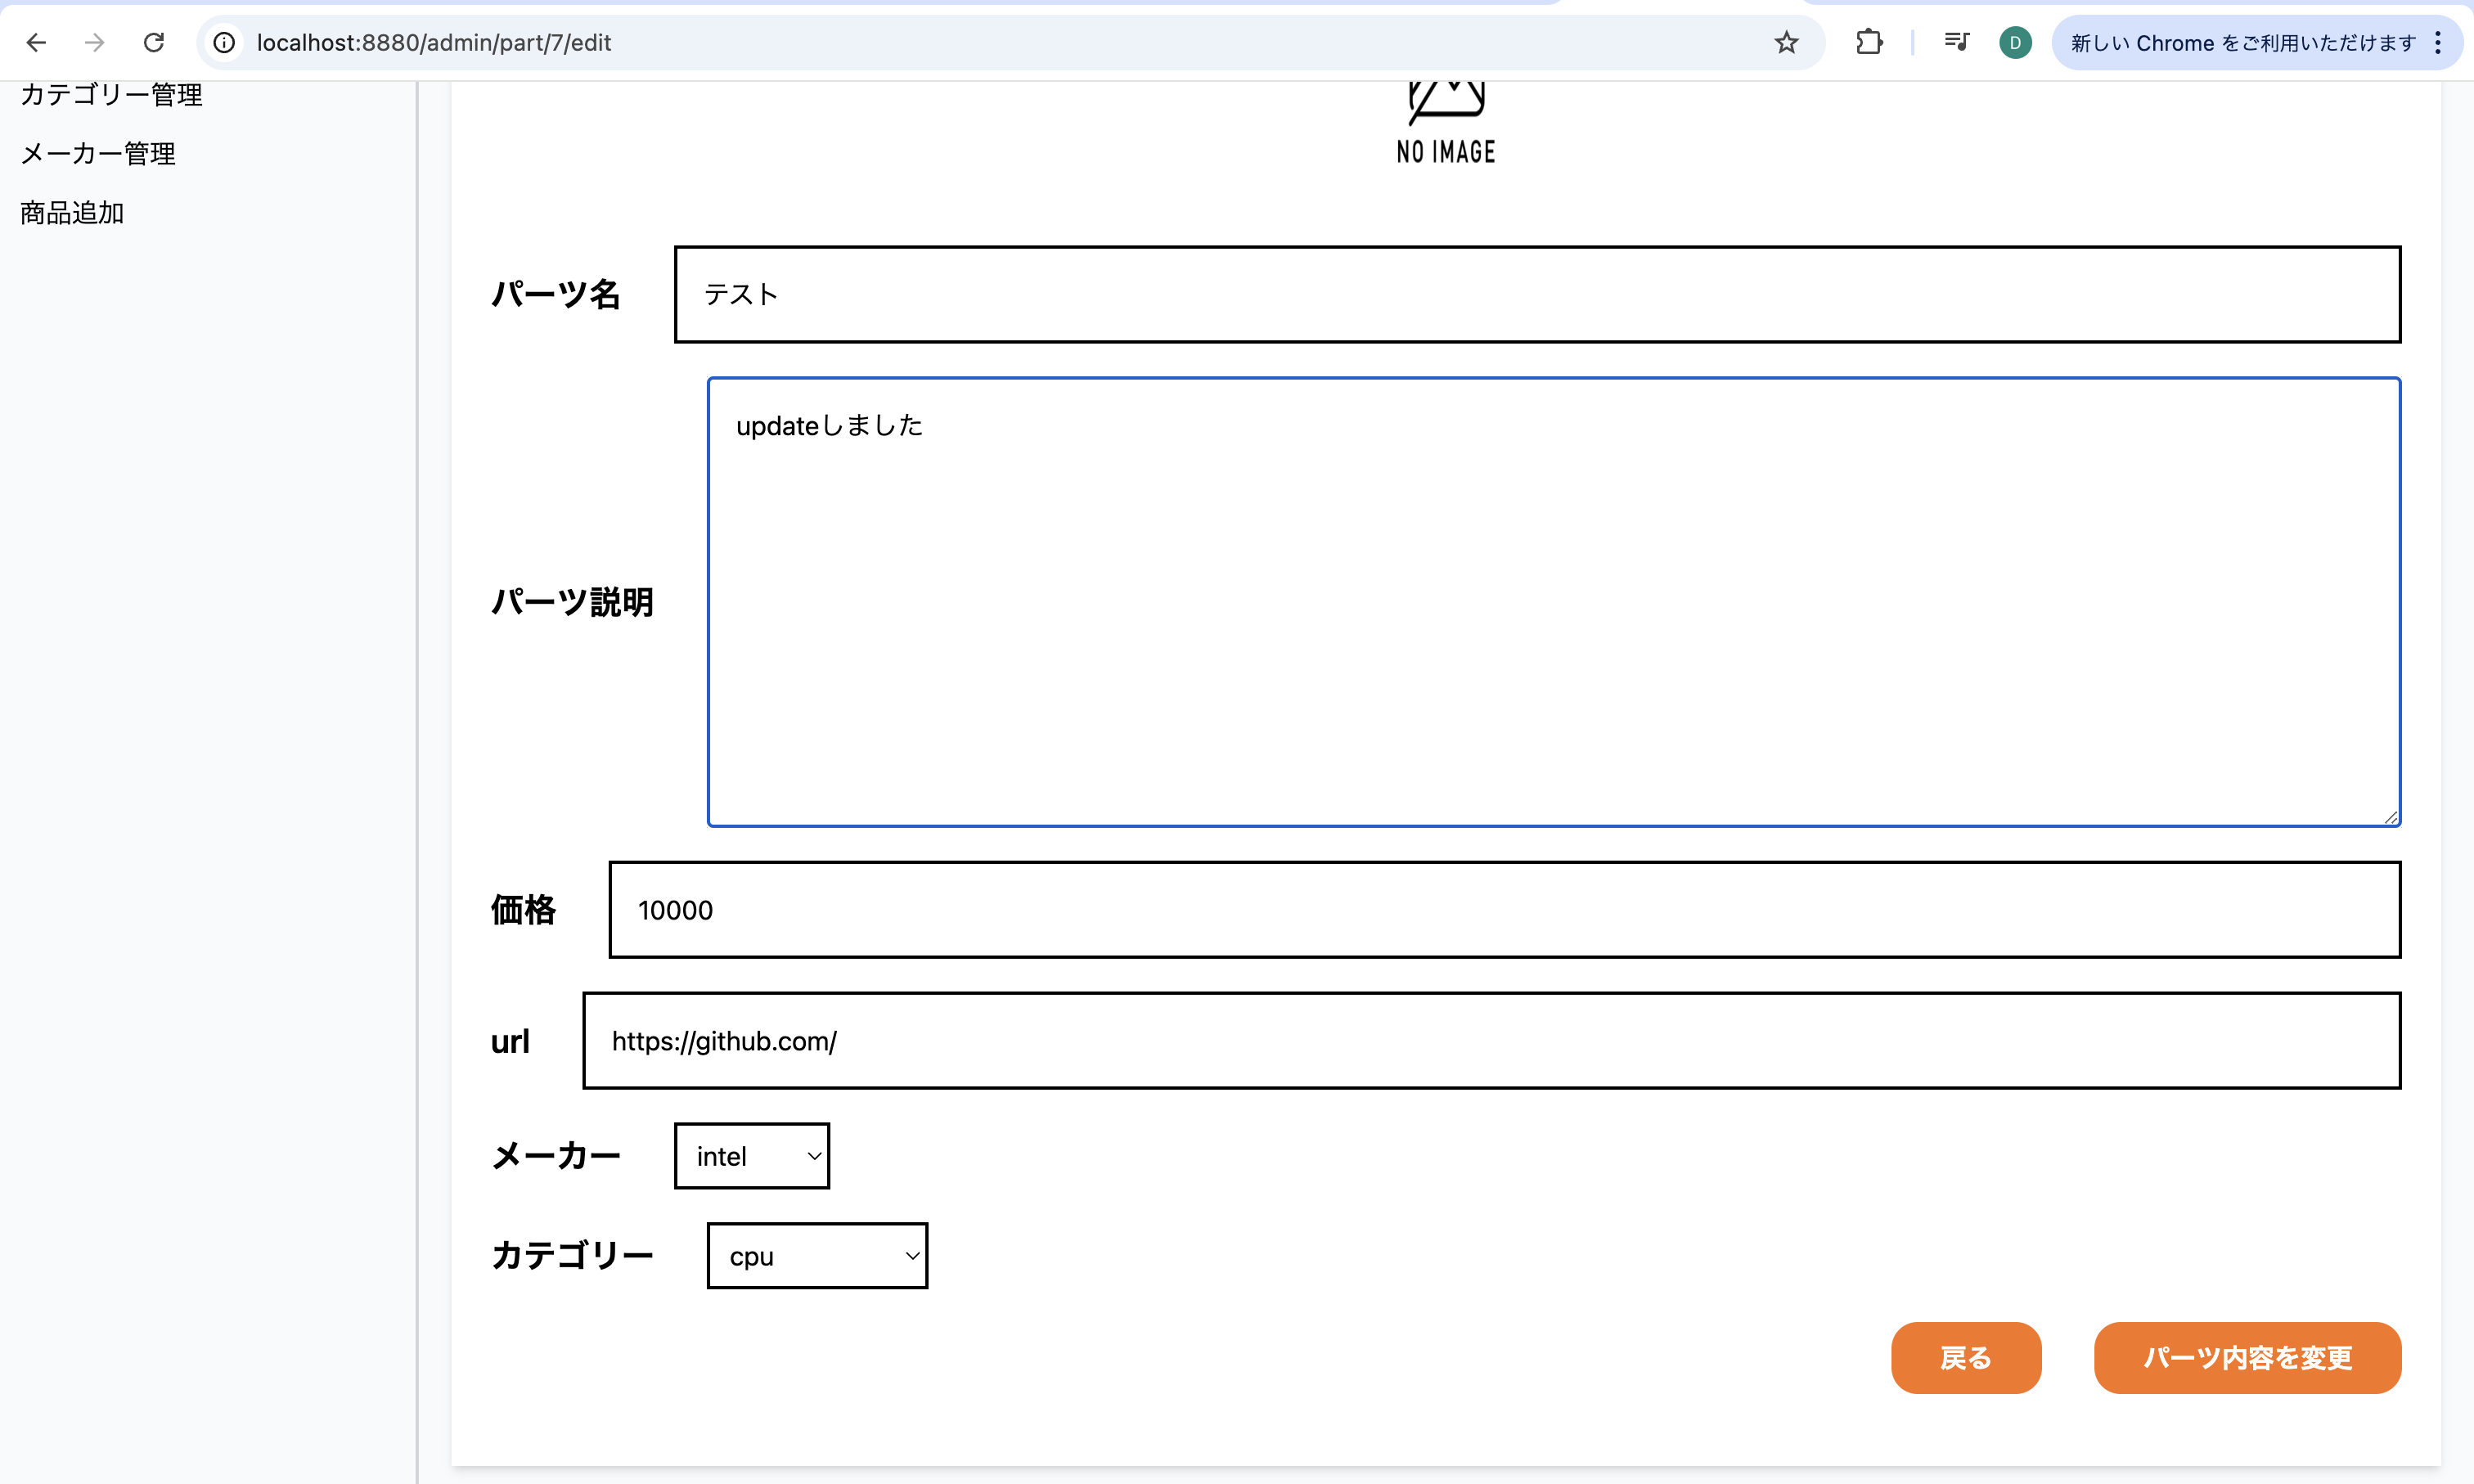 localhost:8880/admin/part/7/edit
D
新しい Chrome をご利用いただけます
カテゴリー管理
メーカー管理
商品追加
NO IMAGE
パーツ名
テスト
パーツ説明
updateしました
価格
10000
url
https://github.com/
メーカー
intel
カテゴリー
cpu
戻る
パーツ内容を変更